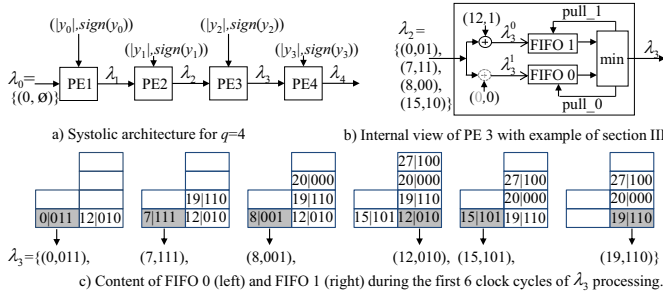 (|y₀|,sign(y₀))
(|y₂|,sign(y₂))
(|y₁|,sign(y₁))
(|y₃|,sign(y₃))
λ₀=
{(0, ø)}
PE1
λ₁
PE2
λ₂
PE3
λ₃
PE4
λ₄
a) Systolic architecture for q=4
λ₂=
{(0,01),
(7,11),
(8,00),
(15,10)}
(12,1)
(0,0)
λ₃⁰
λ₃¹
pull_1
FIFO 1
FIFO 0
pull_0
min
λ₃
b) Internal view of PE 3 with example of section III
27|100
20|000 20|000 27|100 27|100
19|110 19|110 19|110 20|000 20|000
0|011 12|010 7|111 12|010 8|001 12|010 15|101 12|010 15|101 19|110 19|110
λ₃={(0,011), (7,111), (8,001), (12,010), (15,101), (19,110)}
c) Content of FIFO 0 (left) and FIFO 1 (right) during the first 6 clock cycles of λ₃ processing.